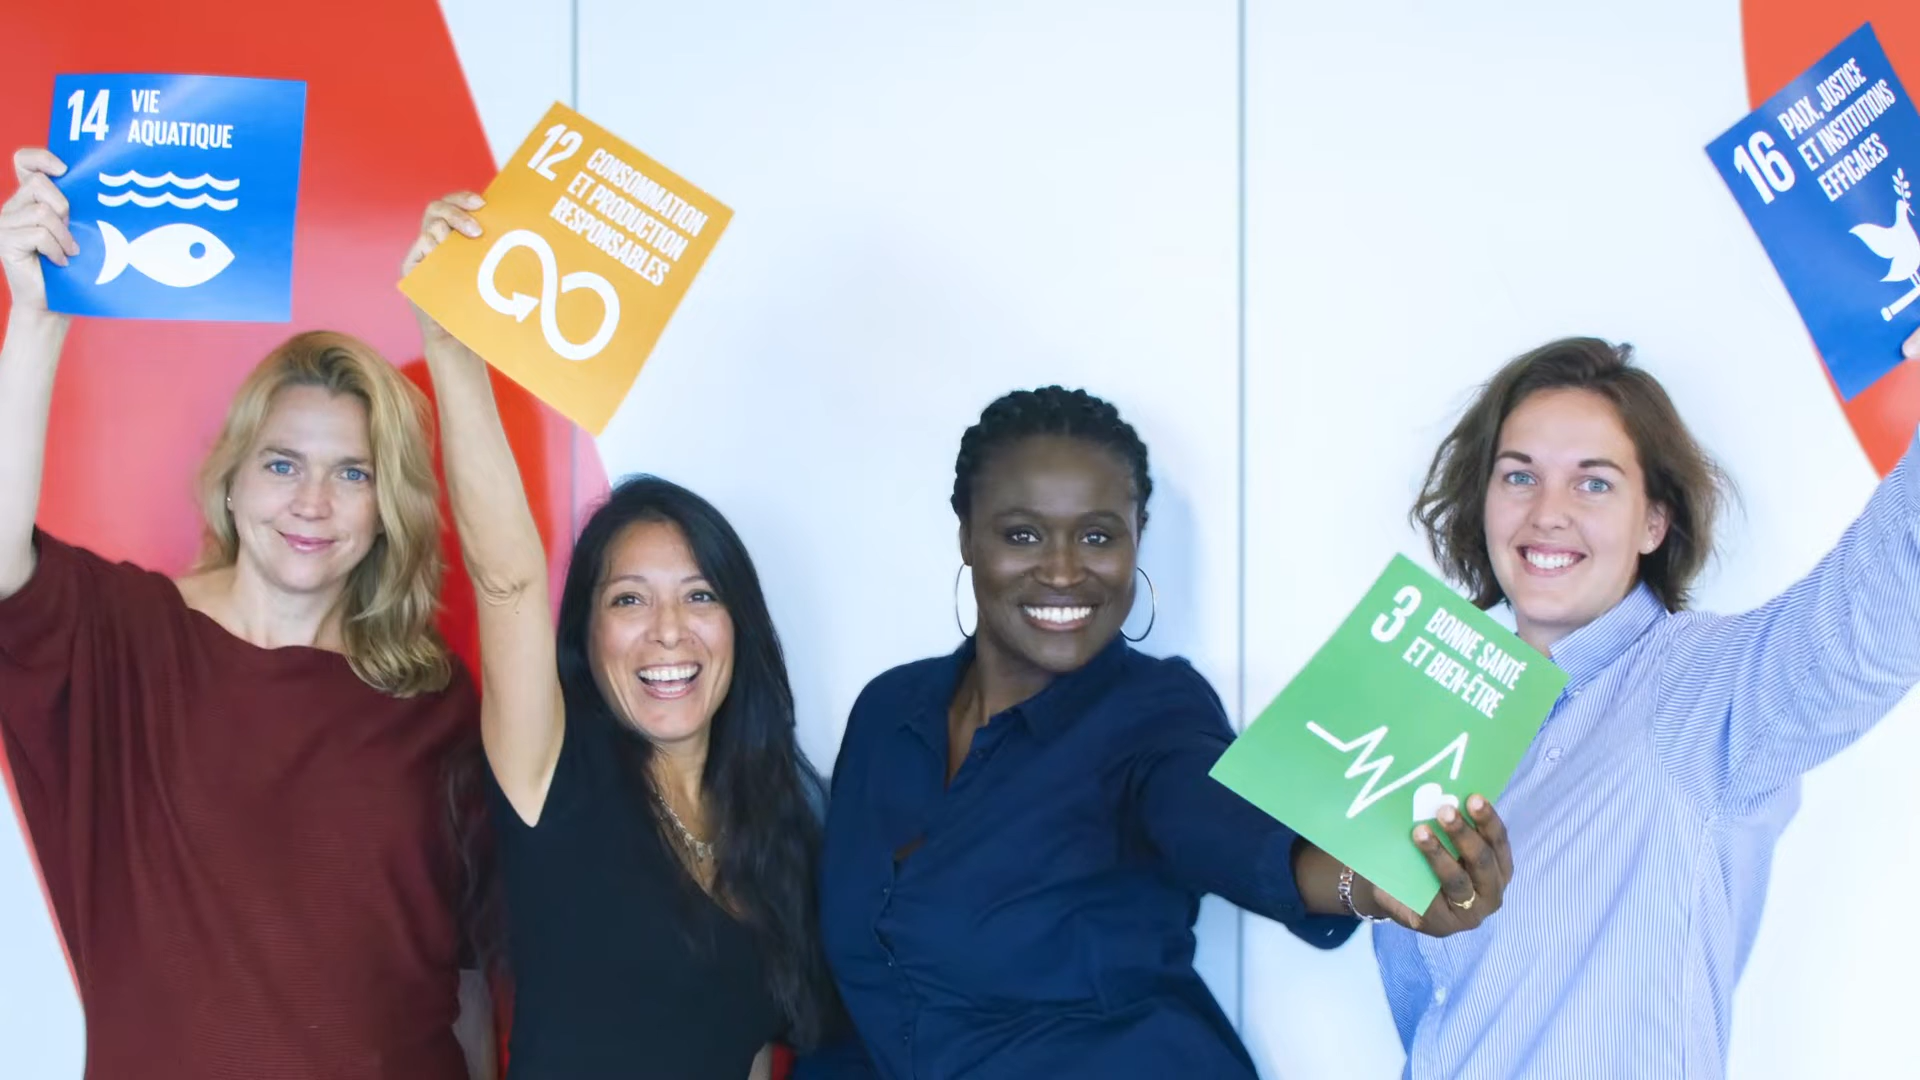 14 VIE
AQUATIQUE
12 CONSOMMATION
ET PRODUCTION
RESPONSABLES
3 BONNE SANTÉ
ET BIEN-ÊTRE
16 PAIX, JUSTICE
ET INSTITUTIONS
EFFICACES